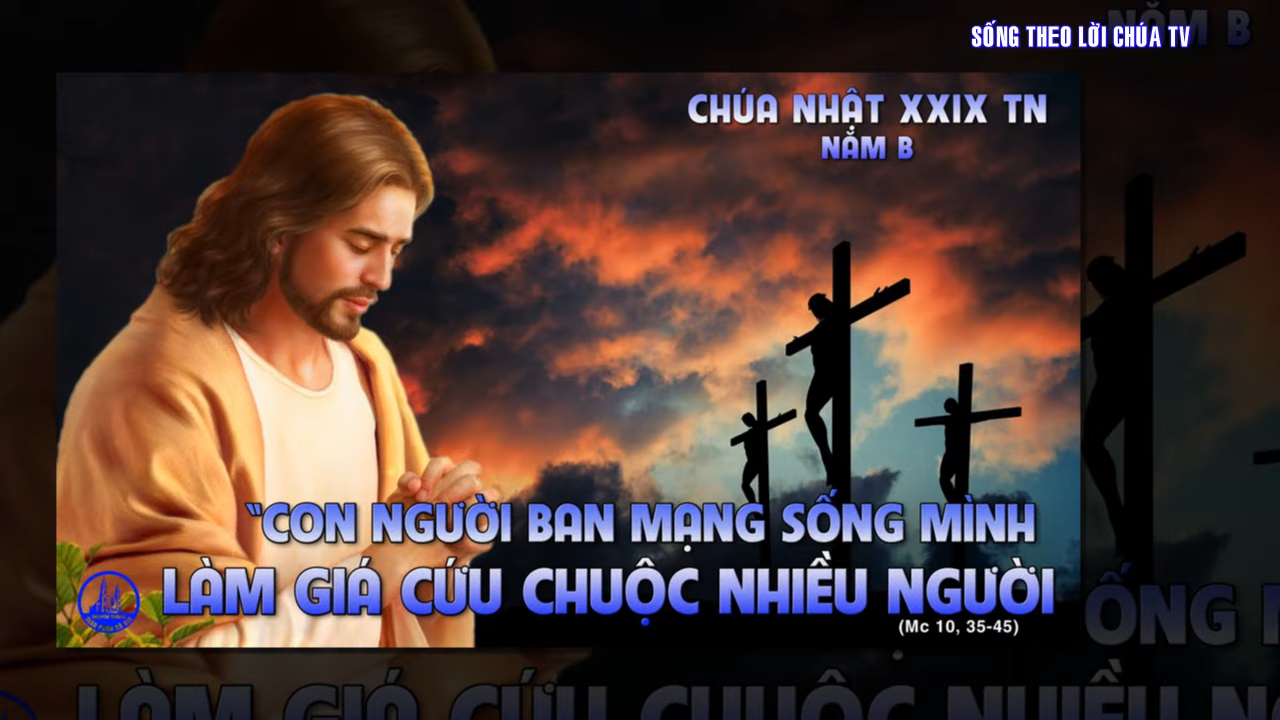 SỐNG THEO LỜI CHÚA TV
CHÚA NHẬT XXIX TN
NĂM B
“CON NGƯỜI BAN MẠNG SỐNG MÌNH
LÀM GIÁ CỨU CHUỘC NHIỀU NGƯỜI
(Mc 10, 35-45)